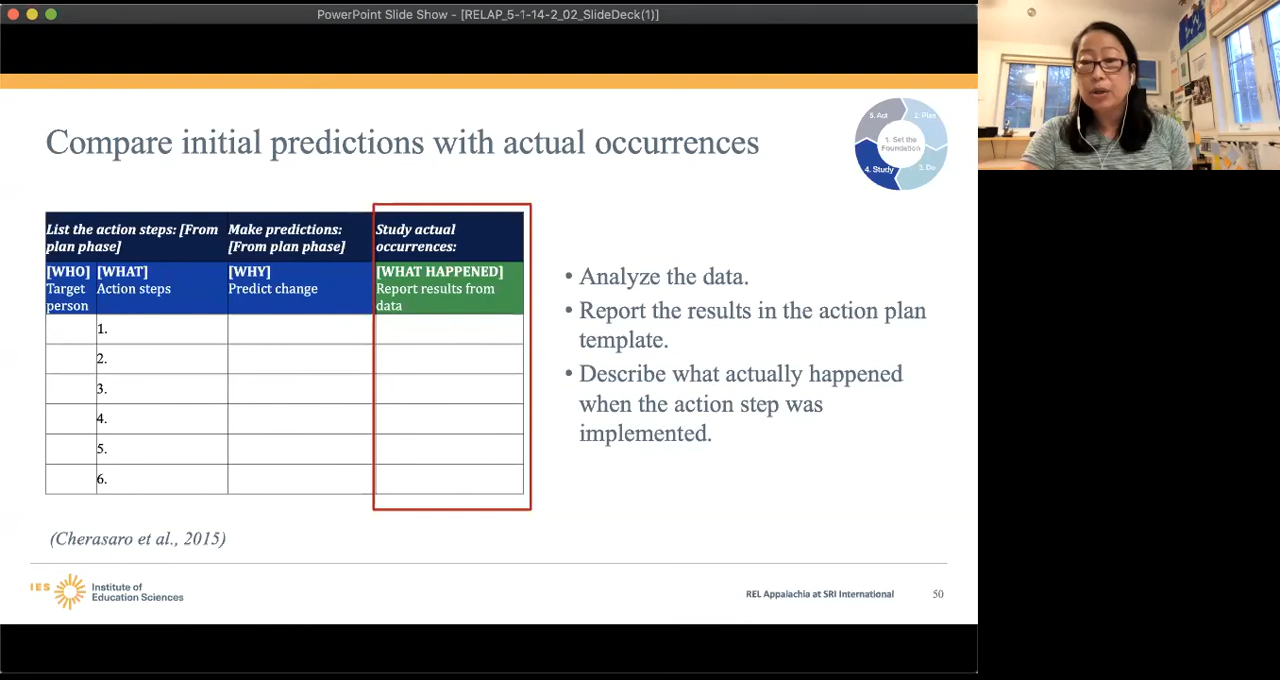 PowerPoint Slide Show - [RELAP_5-1-14-2_02_SlideDeck(1)]
Compare initial predictions with actual occurrences
5. Act
2. Plan
1. Set the
Foundation
4. Study
3. Do
List the action steps: [From
plan phase]
Make predictions:
[From plan phase]
Study actual
occurrences:
[WHO]
Target
person
[WHAT]
Action steps
[WHY]
Predict change
[WHAT HAPPENED]
Report results from
data
1.
2.
3.
4.
5.
6.
• Analyze the data.
• Report the results in the action plan
template.
• Describe what actually happened
when the action step was
implemented.
(Cherasaro et al., 2015)
IES
Institute of
Education Sciences
REL Appalachia at SRI International
50